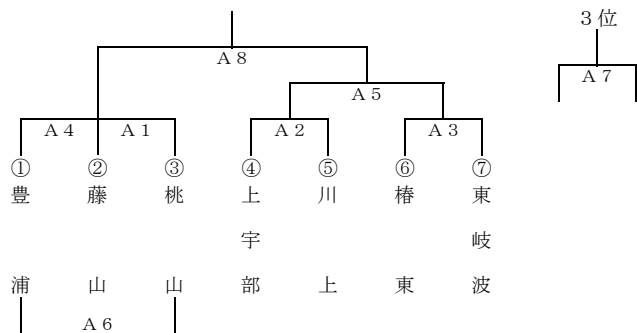 3位
A8
A7
A5
A4 A1 A2 A3
① ② ③ ④ ⑤ ⑥ ⑦
豊浦 藤山 桃山 上宇部 川上 椿東 東岐波
A6